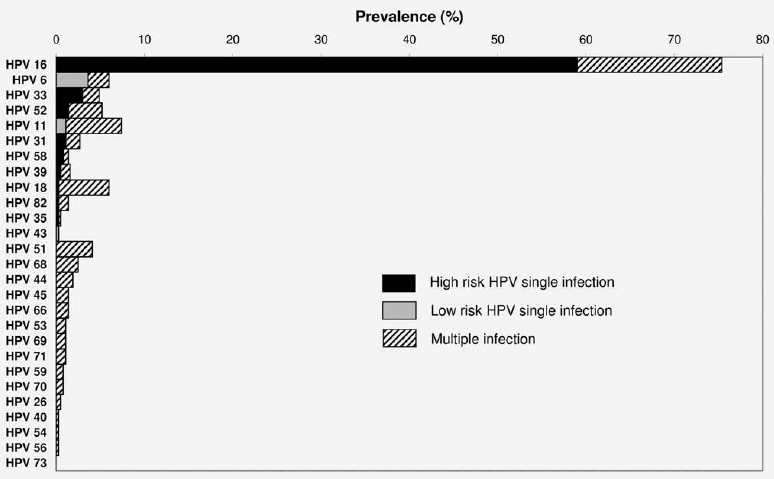 Prevalence (%)
0 10 20 30 40 50 60 70 80
HPV 16
HPV 6
HPV 33
HPV 52
HPV 11
HPV 31
HPV 58
HPV 39
HPV 18
HPV 82
HPV 35
HPV 43
HPV 51
HPV 68
HPV 44
HPV 45
HPV 66
HPV 53
HPV 69
HPV 71
HPV 59
HPV 70
HPV 26
HPV 40
HPV 54
HPV 56
HPV 73
High risk HPV single infection
Low risk HPV single infection
Multiple infection